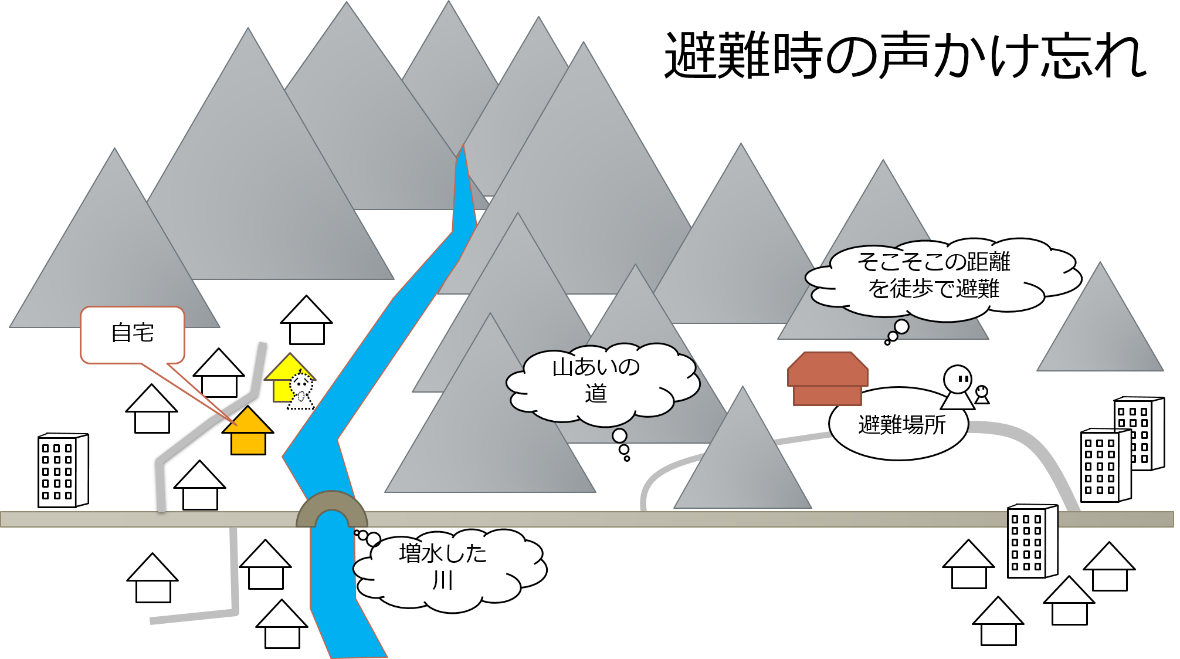 避難時の声かけ忘れ
そこそこの距離
を徒歩で避難
自宅
山あいの
道
避難場所
増水した
川